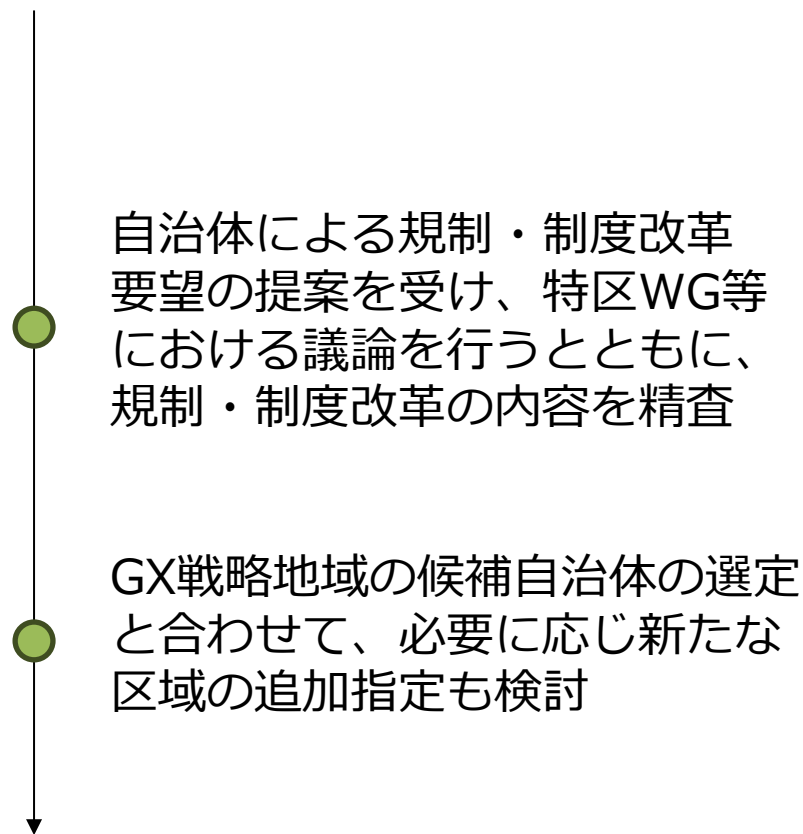 自治体による規制・制度改革
要望の提案を受け、特区WG等
における議論を行うとともに、
規制・制度改革の内容を精査
GX戦略地域の候補自治体の選定
と合わせて、必要に応じ新たな
区域の追加指定も検討